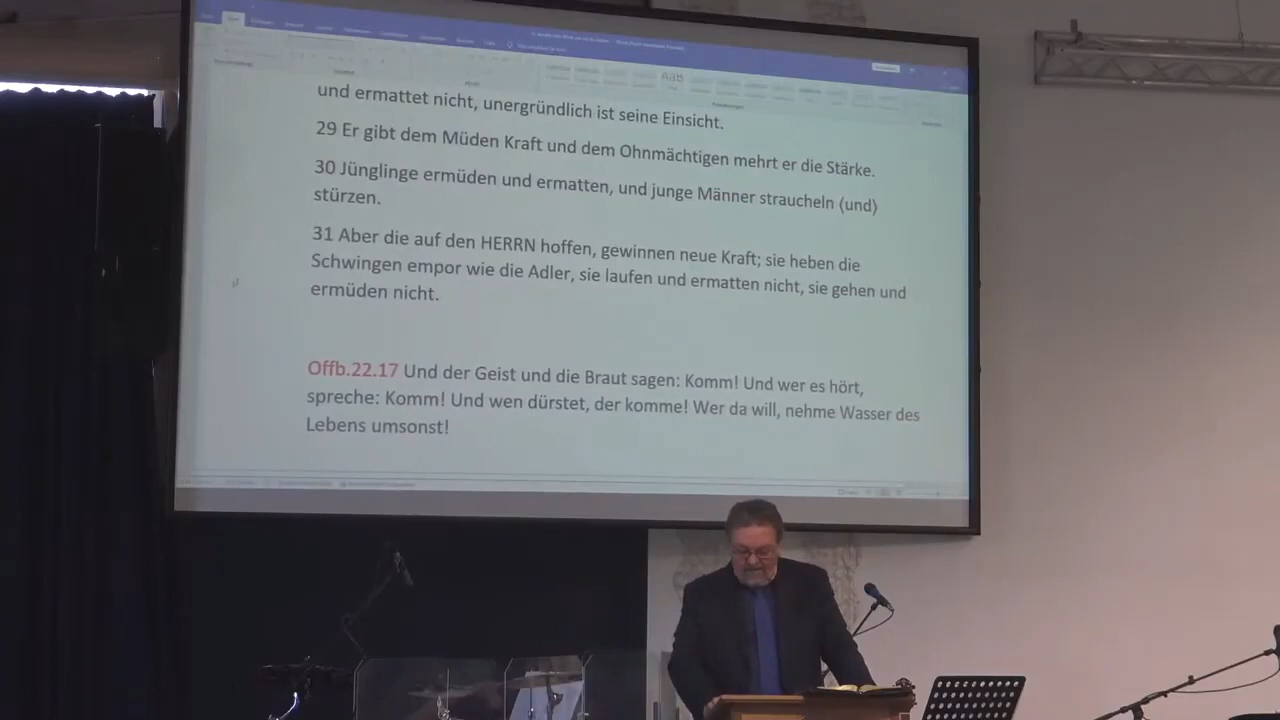 AaB
und ermattet nicht, unergründlich ist seine Einsicht.
29 Er gibt dem Müden Kraft und dem Ohnmächtigen mehrt er die Stärke.
30 Jünglinge ermüden und ermatten, und junge Männer straucheln ⟨und⟩
stürzen.
31 Aber die auf den HERRN hoffen, gewinnen neue Kraft; sie heben die
Schwingen empor wie die Adler, sie laufen und ermatten nicht, sie gehen und
ermüden nicht.
Offb.22.17 Und der Geist und die Braut sagen: Komm! Und wer es hört,
spreche: Komm! Und wen dürstet, der komme! Wer da will, nehme Wasser des
Lebens umsonst!